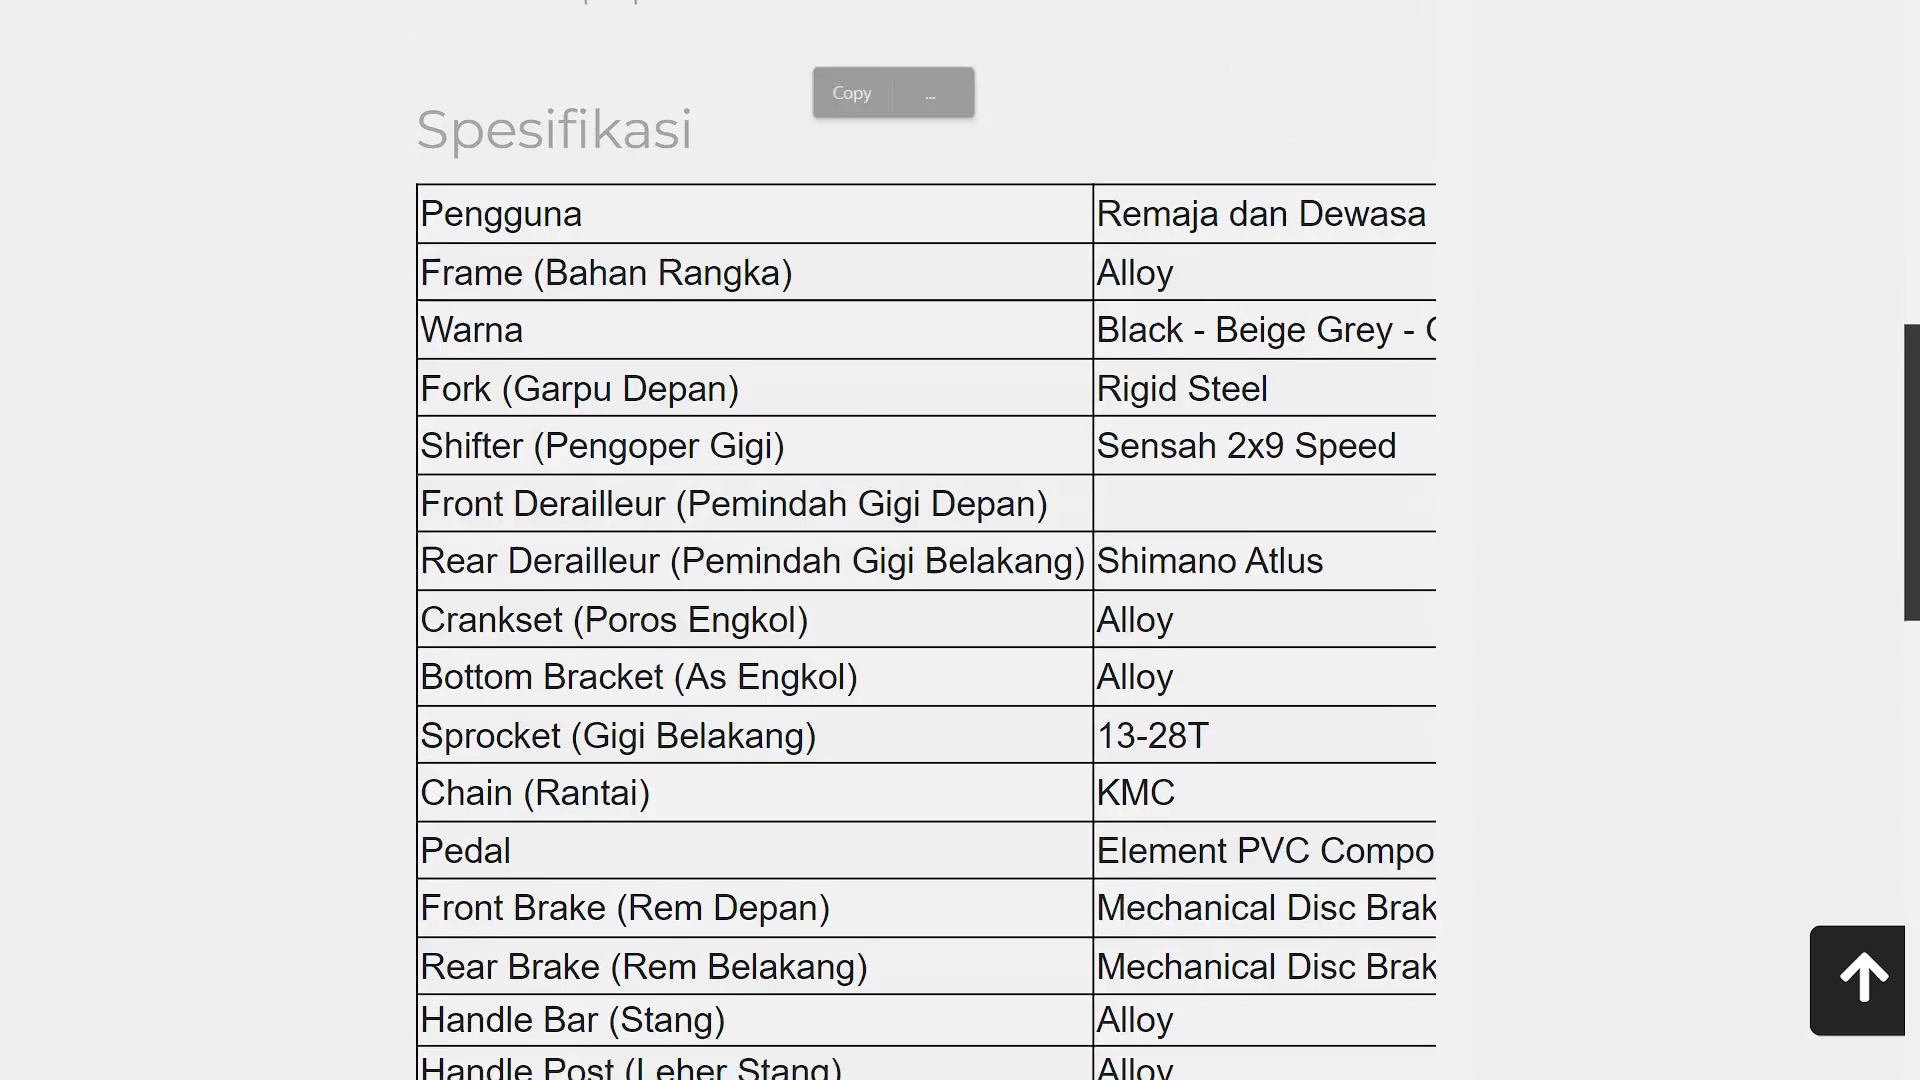 Copy ...
Spesifikasi
Pengguna Remaja dan Dewasa
Frame (Bahan Rangka) Alloy
Warna Black - Beige Grey -
Fork (Garpu Depan) Rigid Steel
Shifter (Pengoper Gigi) Sensah 2x9 Speed
Front Derailleur (Pemindah Gigi Depan)
Rear Derailleur (Pemindah Gigi Belakang) Shimano Atlus
Crankset (Poros Engkol) Alloy
Bottom Bracket (As Engkol) Alloy
Sprocket (Gigi Belakang) 13-28T
Chain (Rantai) KMC
Pedal Element PVC Compo
Front Brake (Rem Depan) Mechanical Disc Brak
Rear Brake (Rem Belakang) Mechanical Disc Brak
Handle Bar (Stang) Alloy
Handle Post (Leher Stang) Alloy